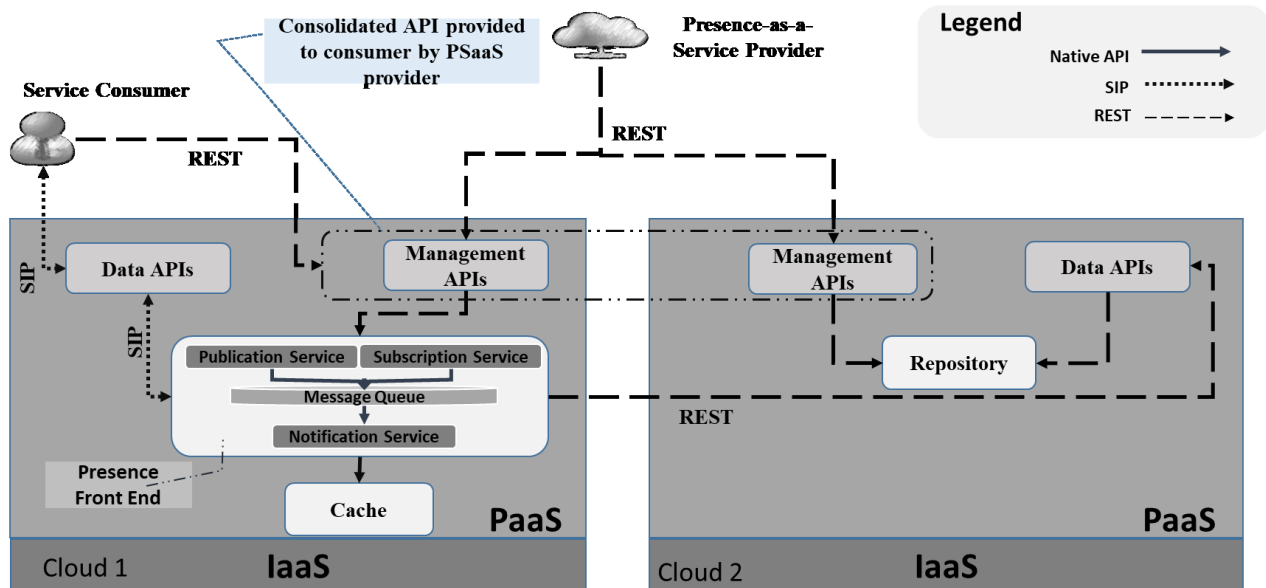 Consolidated API provided
to consumer by PSaaS
provider
Presence-as-a-
Service Provider
Legend
Native API
SIP
REST
Service Consumer
REST
REST
SIP
Data APIs
Management
APIs
Management
APIs
Data APIs
SIP
Publication Service
Subscription Service
Message Queue
Notification Service
Repository
REST
Presence
Front End
Cache
PaaS
PaaS
Cloud 1
IaaS
Cloud 2
IaaS